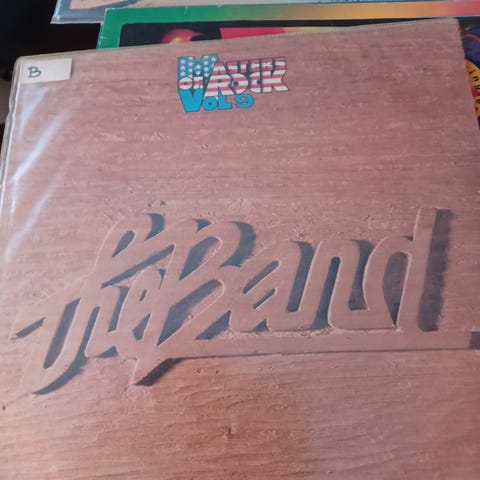 B
MASTERS
OF ROCK
VOL 9
the Band